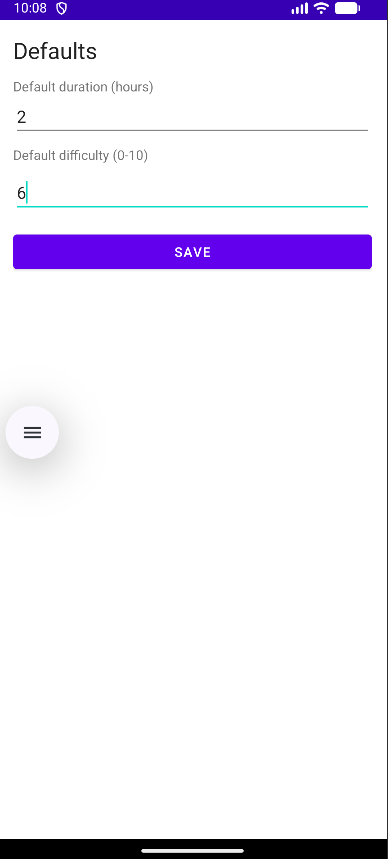 10:08
Defaults
Default duration (hours)
2
Default difficulty (0-10)
6
SAVE